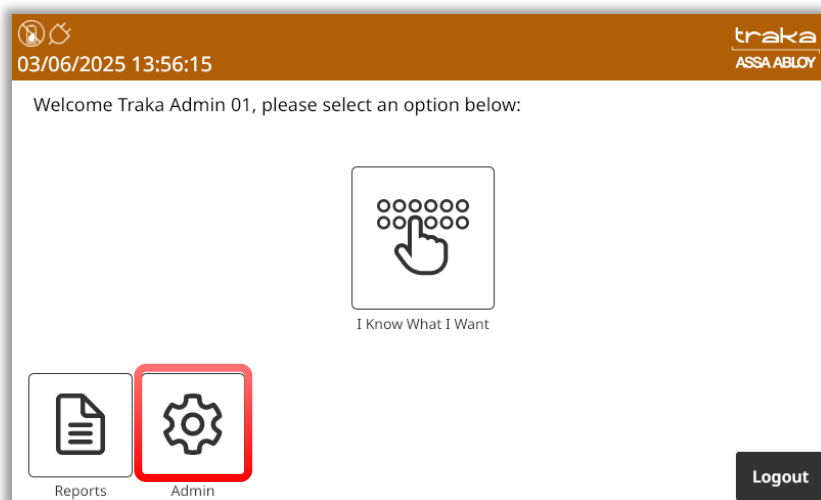 traka
03/06/2025 13:56:15
ASSA ABLOY
Welcome Traka Admin 01, please select an option below:
I Know What I Want
Reports
Admin
Logout